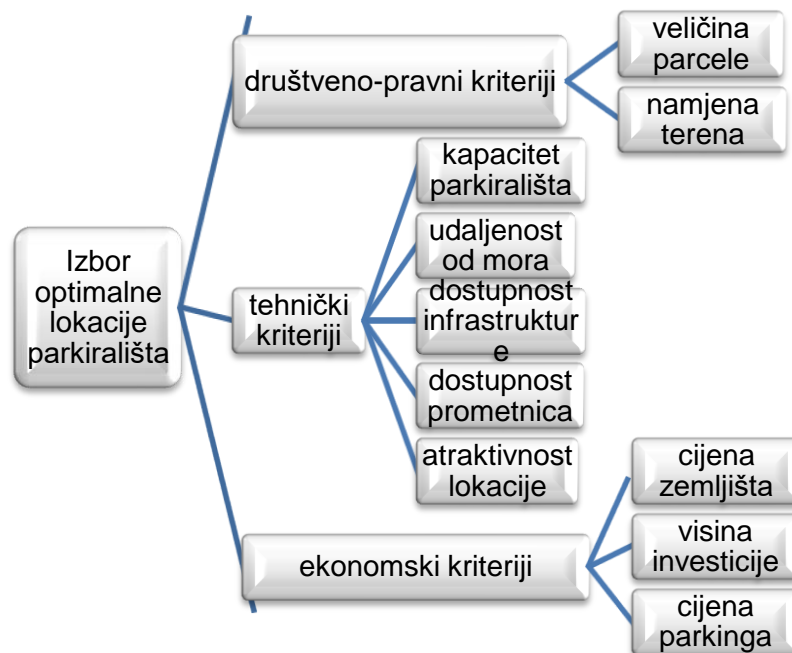 Izbor
optimalne
lokacije
parkirališta
društveno-pravni kriteriji
veličina
parcele
namjena
terena
tehnički
kriteriji
kapacitet
parkirališta
udaljenost
od mora
dostupnost
infrastruktur
e
dostupnost
prometnica
atraktivnost
lokacije
ekonomski kriteriji
cijena
zemljišta
visina
investicije
cijena
parkinga